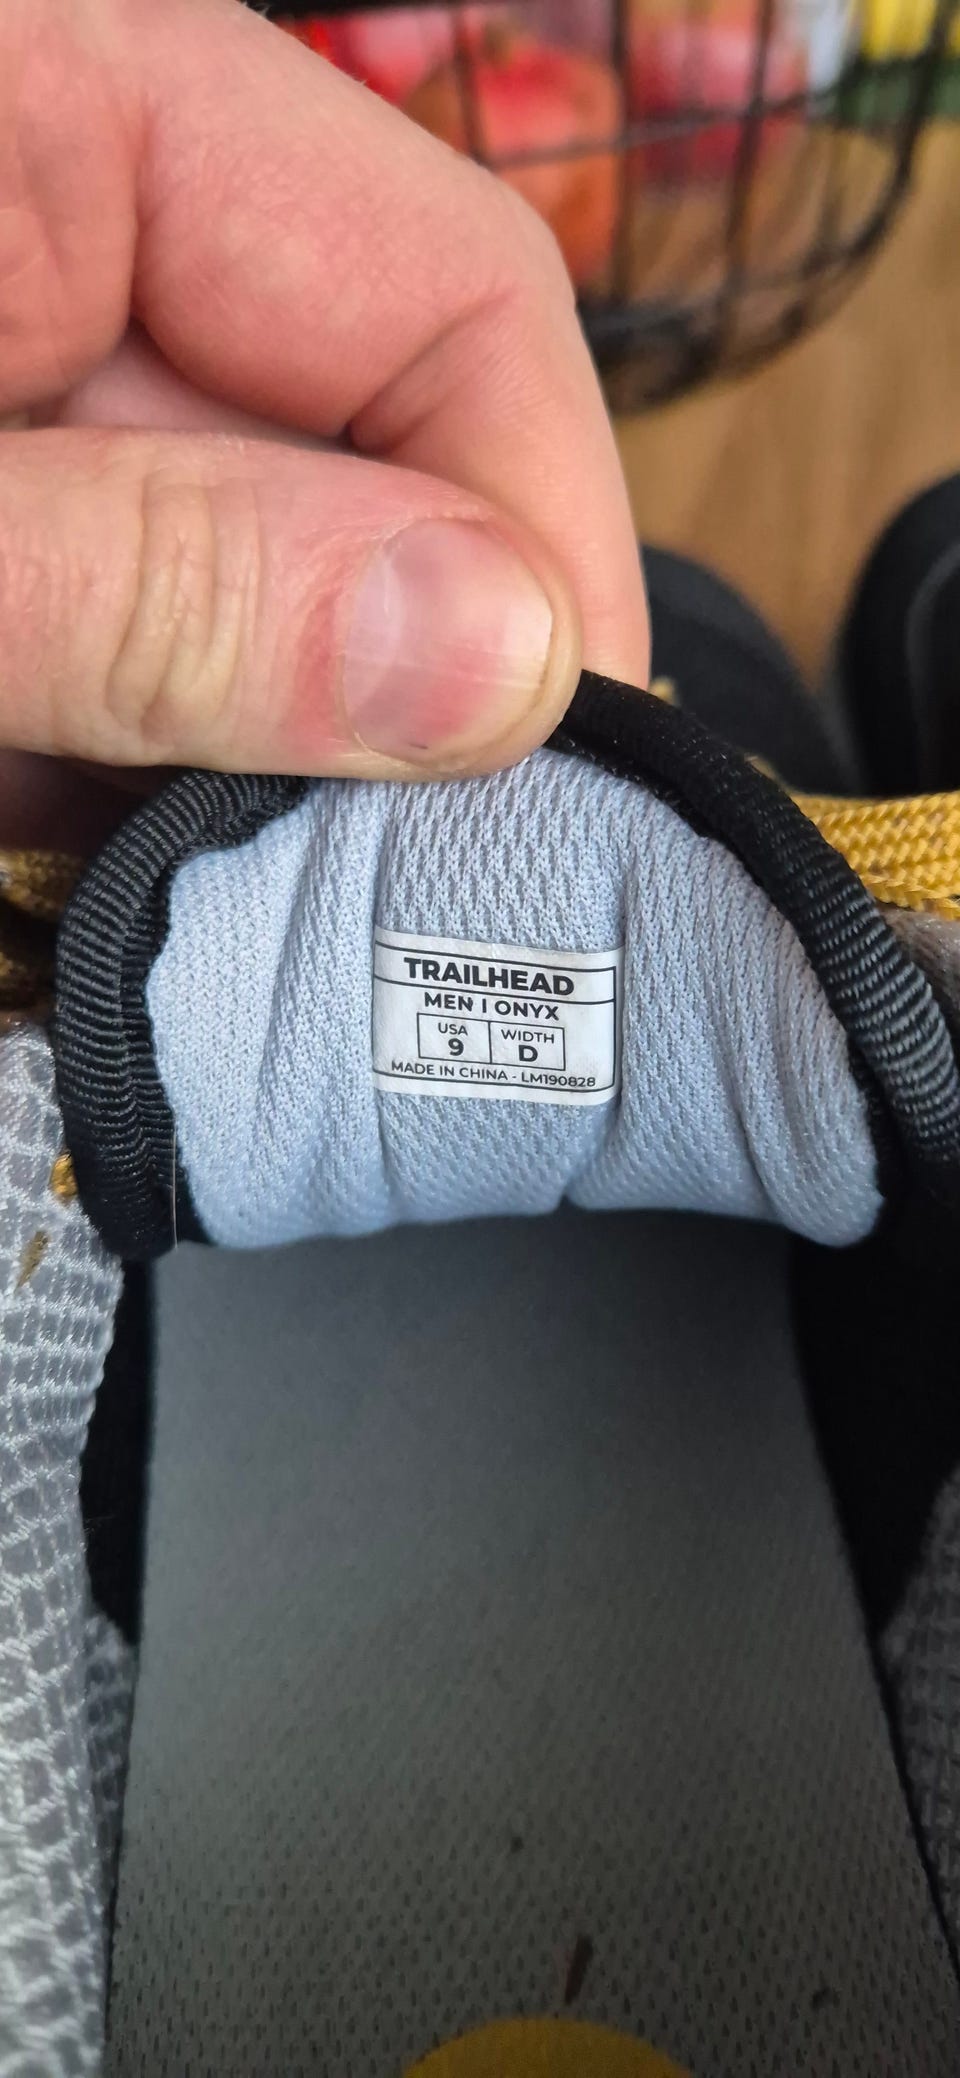 TRAILHEAD
MEN | ONYX
USA WIDTH
9 D
MADE IN CHINA - LM190828